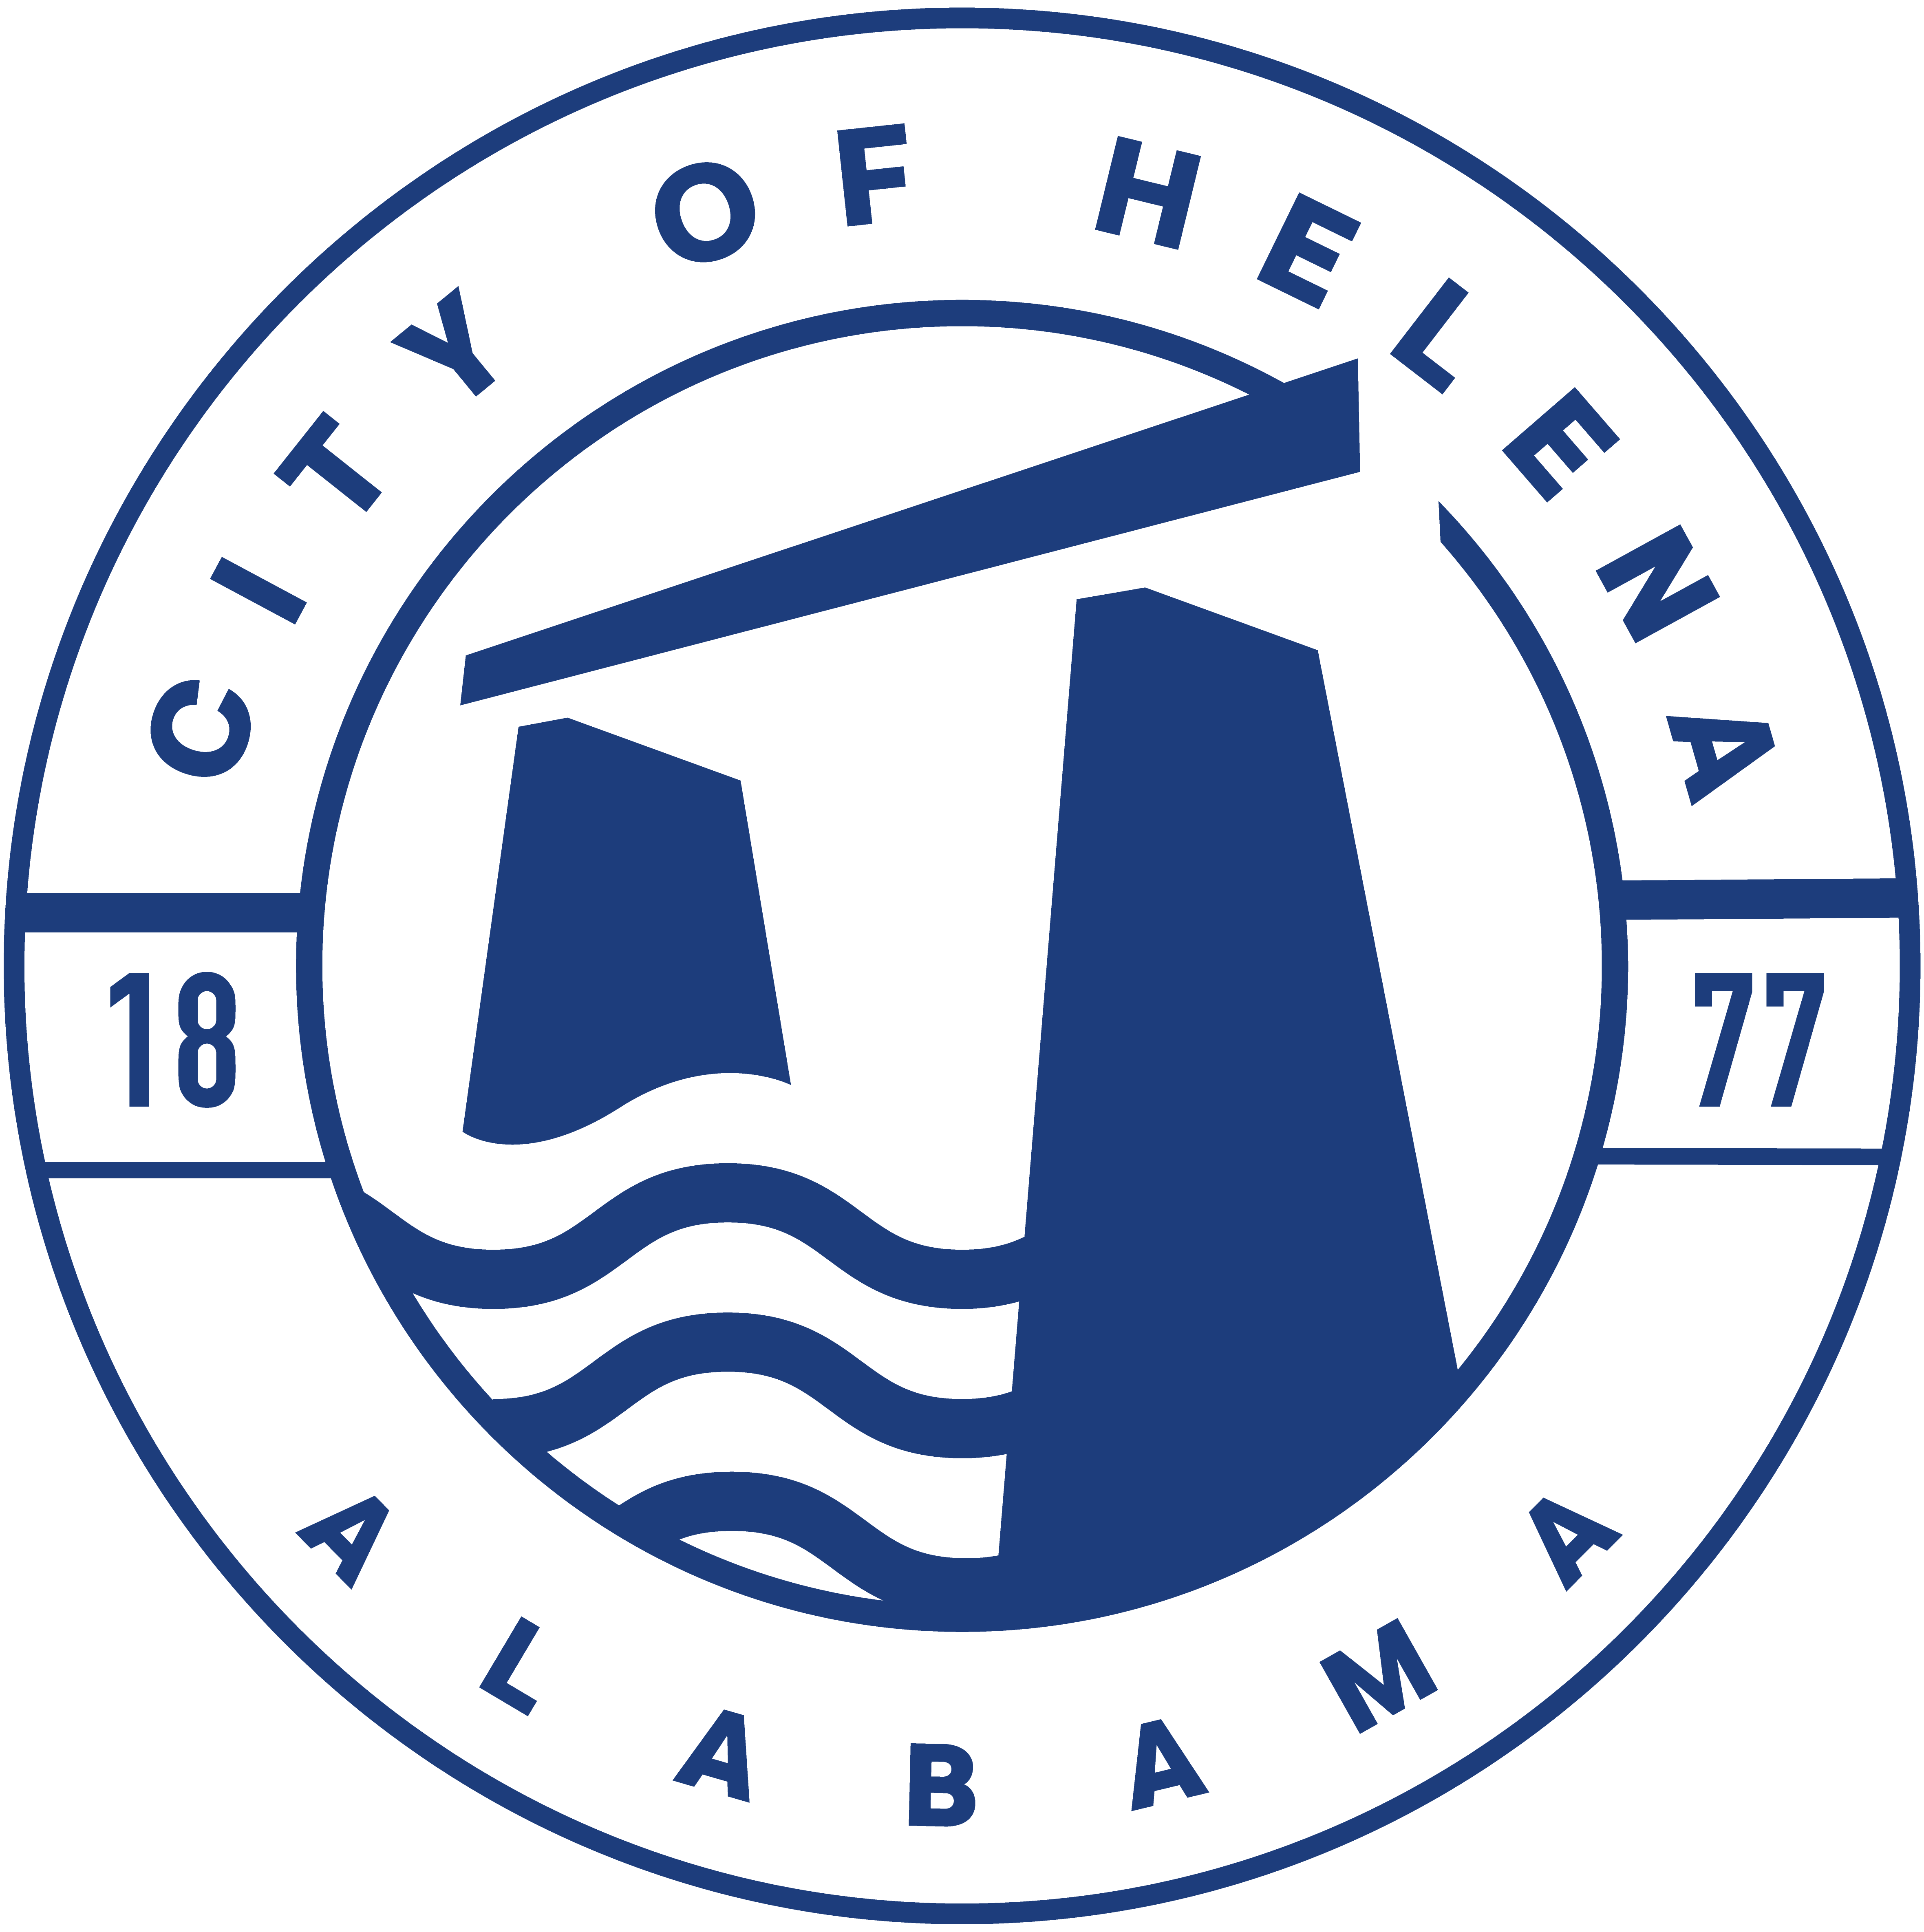 CITY OF HELENA
18 77
ALABAMA